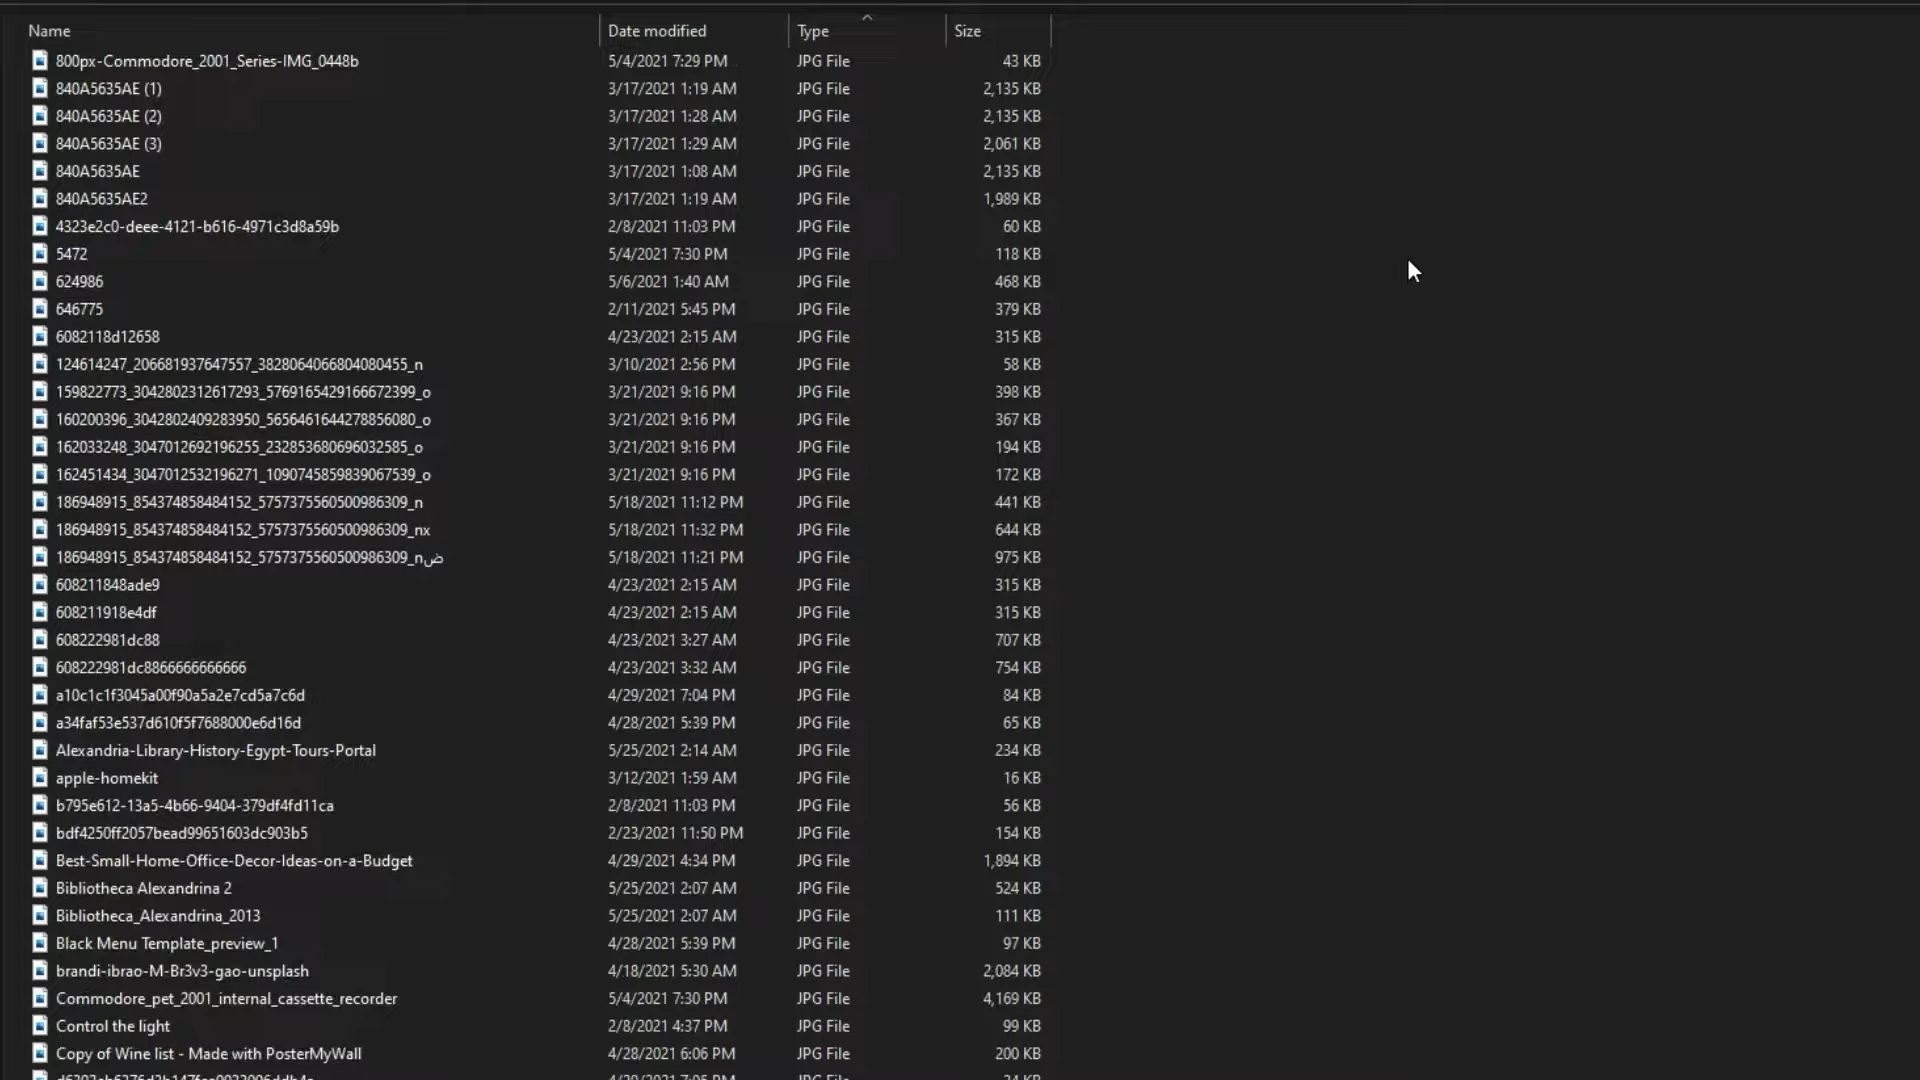 Name Date modified Type Size
800px-Commodore_2001_Series-IMG_0448b 5/4/2021 7:29 PM JPG File 43 KB
840A5635AE (1) 3/17/2021 1:19 AM JPG File 2,135 KB
840A5635AE (2) 3/17/2021 1:28 AM JPG File 2,135 KB
840A5635AE (3) 3/17/2021 1:29 AM JPG File 2,061 KB
840A5635AE 3/17/2021 1:08 AM JPG File 2,135 KB
840A5635AE2 3/17/2021 1:19 AM JPG File 1,989 KB
4323e2c0-deee-4121-b616-4971c3d8a59b 2/8/2021 11:03 PM JPG File 60 KB
5472 5/4/2021 7:30 PM JPG File 118 KB
624986 5/6/2021 1:40 AM JPG File 468 KB
646775 2/11/2021 5:45 PM JPG File 379 KB
6082118d12658 4/23/2021 2:15 AM JPG File 315 KB
124614247_206681937647557_3828064066804080455_n 3/10/2021 2:56 PM JPG File 58 KB
159822773_3042802312617293_5769165429166672399_o 3/21/2021 9:16 PM JPG File 398 KB
160200396_3042802409283950_5656461644278856080_o 3/21/2021 9:16 PM JPG File 367 KB
162033248_3047012692196255_232853680696032585_o 3/21/2021 9:16 PM JPG File 194 KB
162451434_3047012532196271_1090745859839067539_o 3/21/2021 9:16 PM JPG File 172 KB
186948915_854374858484152_5757375560500986309_n 5/18/2021 11:12 PM JPG File 441 KB
186948915_854374858484152_5757375560500986309_nx 5/18/2021 11:32 PM JPG File 644 KB
186948915_854374858484152_5757375560500986309_nض 5/18/2021 11:21 PM JPG File 975 KB
608211848ade9 4/23/2021 2:15 AM JPG File 315 KB
608211918e4df 4/23/2021 2:15 AM JPG File 315 KB
608222981dc88 4/23/2021 3:27 AM JPG File 707 KB
608222981dc8866666666666 4/23/2021 3:32 AM JPG File 754 KB
a10c1c1f3045a00f90a5a2e7cd5a7c6d 4/29/2021 7:04 PM JPG File 84 KB
a34faf53e537d610f5f7688000e6d16d 4/28/2021 5:39 PM JPG File 65 KB
Alexandria-Library-History-Egypt-Tours-Portal 5/25/2021 2:14 AM JPG File 234 KB
apple-homekit 3/12/2021 1:59 AM JPG File 16 KB
b795e612-13a5-4b66-9404-379df4fd11ca 2/8/2021 11:03 PM JPG File 56 KB
bdf4250ff2057bead99651603dc903b5 2/23/2021 11:50 PM JPG File 154 KB
Best-Small-Home-Office-Decor-Ideas-on-a-Budget 4/29/2021 4:34 PM JPG File 1,894 KB
Bibliotheca Alexandrina 2 5/25/2021 2:07 AM JPG File 524 KB
Bibliotheca_Alexandrina_2013 5/25/2021 2:07 AM JPG File 111 KB
Black Menu Template_preview_1 4/28/2021 5:39 PM JPG File 97 KB
brandi-ibrao-M-Br3v3-gao-unsplash 4/18/2021 5:30 AM JPG File 2,084 KB
Commodore_pet_2001_internal_cassette_recorder 5/4/2021 7:30 PM JPG File 4,169 KB
Control the light 2/8/2021 4:37 PM JPG File 99 KB
Copy of Wine list - Made with PosterMyWall 4/28/2021 6:06 PM JPG File 200 KB